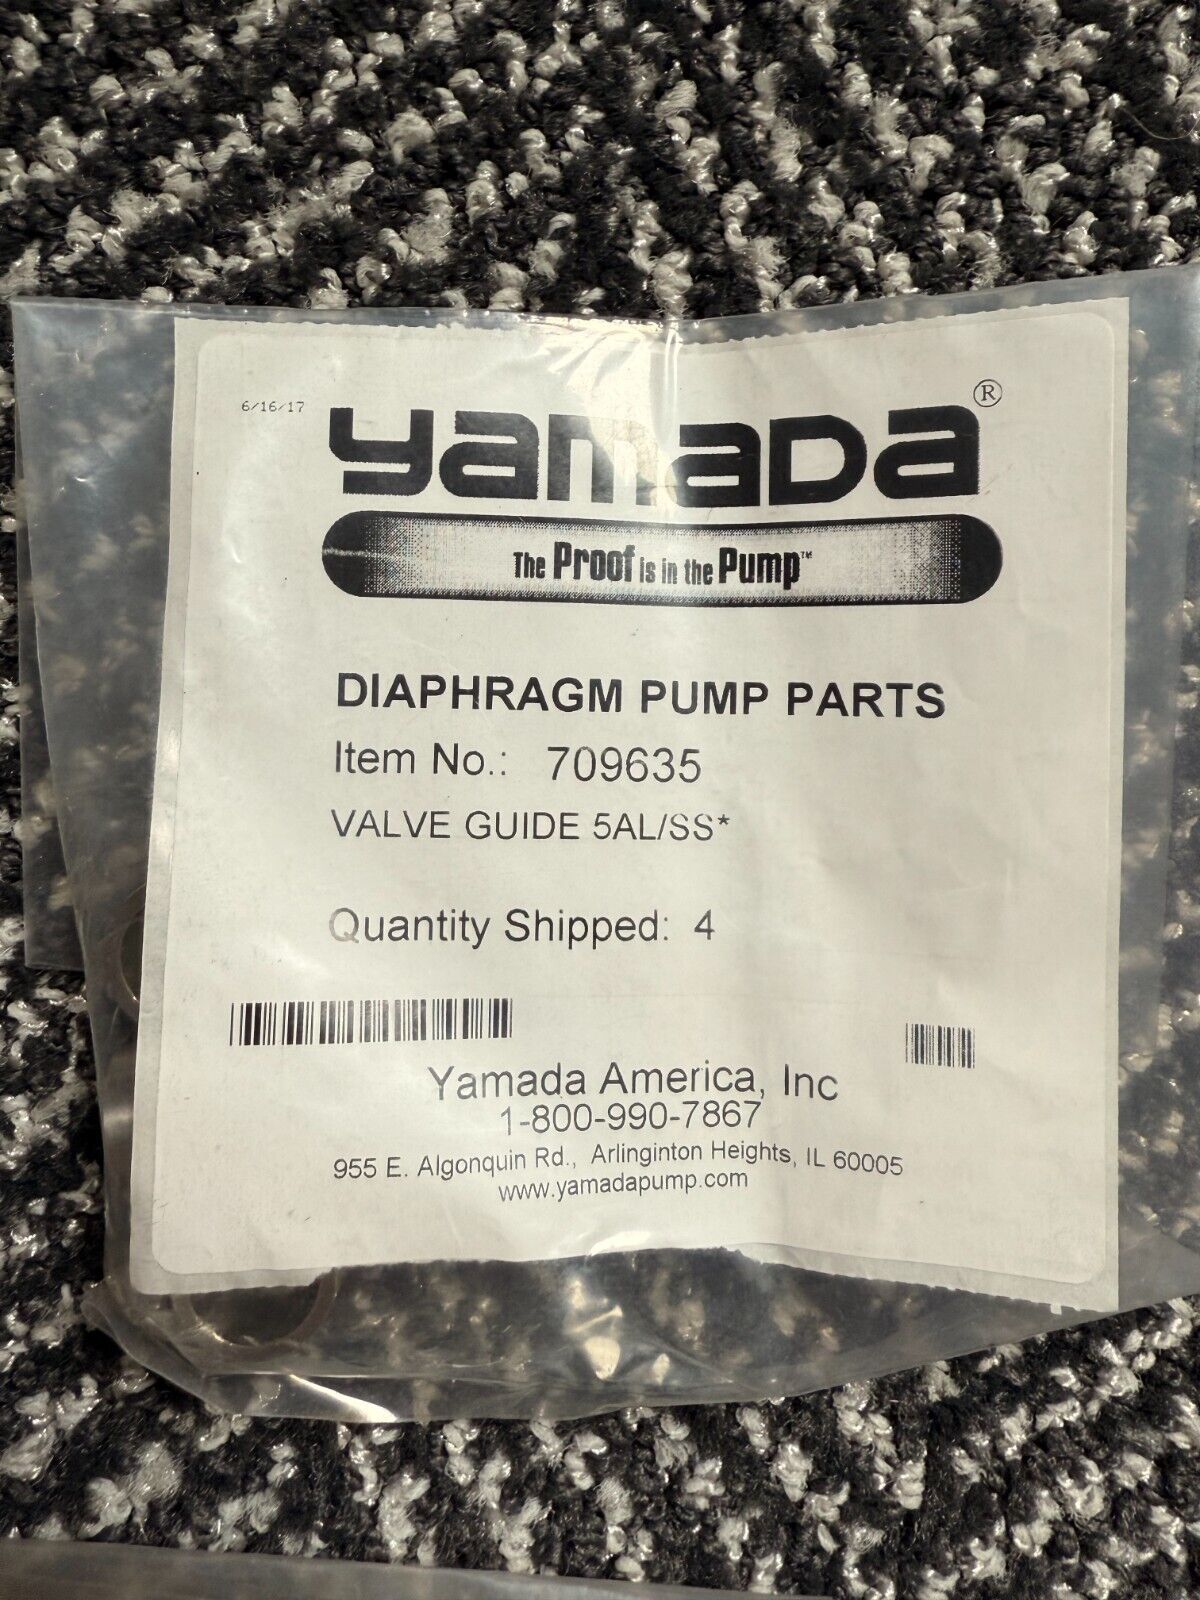 6/16/17
yamada®
The Proof is in the Pump™
DIAPHRAGM PUMP PARTS
Item No.: 709635
VALVE GUIDE 5AL/SS*
Quantity Shipped: 4
Yamada America, Inc
1-800-990-7867
955 E. Algonquin Rd., Arlinginton Heights, IL 60005
www.yamadapump.com